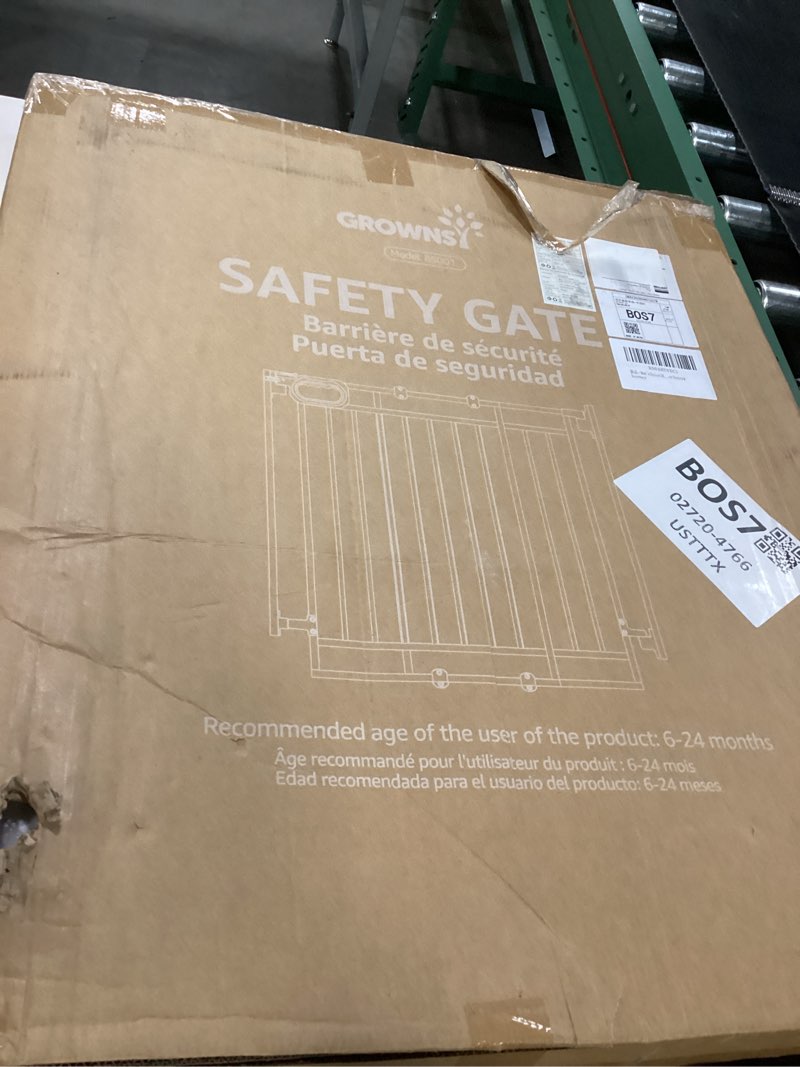 GROWNSY
SAFETY GATE
Barrière de sécurité
Puerta de seguridad
BOS7
BOS7
02720-4766
USTTTX
Recommended age of the user of the product: 6-24 months
Âge recommandé pour l'utilisateur du produit : 6-24 mois
Edad recomendada para el usuario del producto: 6-24 meses